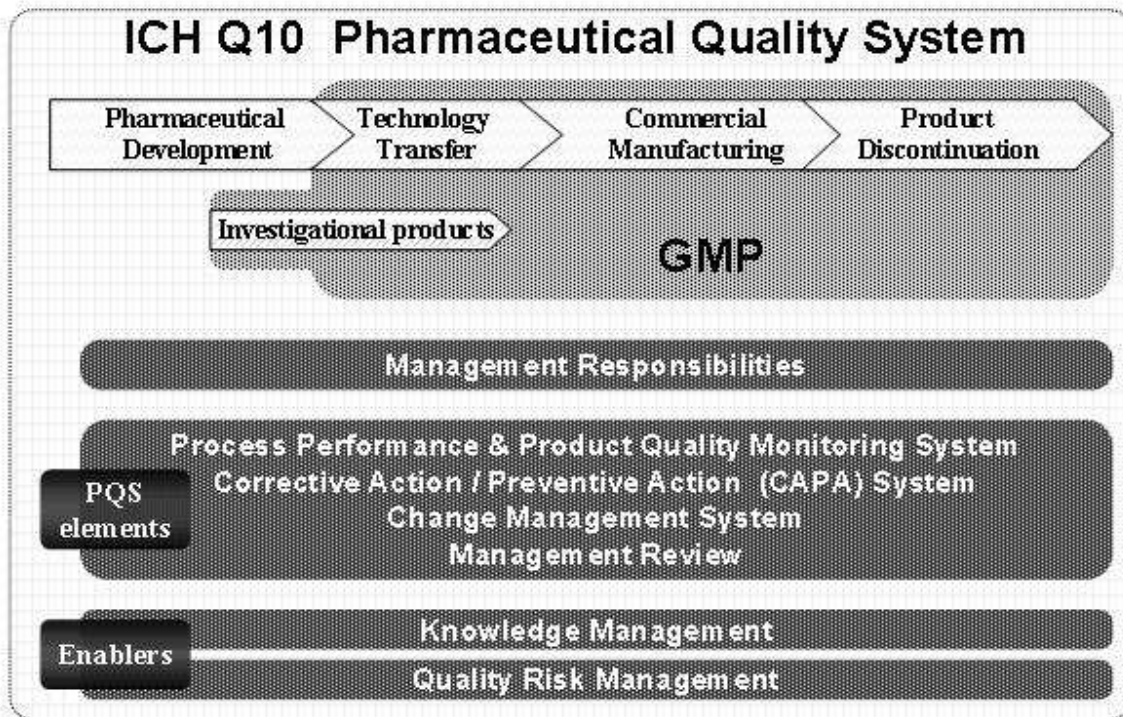 ICH Q10 Pharmaceutical Quality System
Pharmaceutical
Development
Technology
Transfer
Commercial
Manufacturing
Product
Discontinuation
Investigational products
GMP
Management Responsibilities
PQS
elements
Process Performance & Product Quality Monitoring System
Corrective Action / Preventive Action (CAPA) System
Change Management System
Management Review
Enablers
Knowledge Management
Quality Risk Management